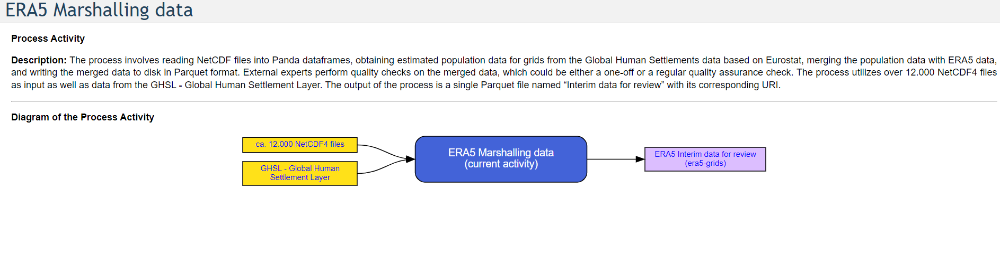 ERA5 Marshalling data
Process Activity
Description: The process involves reading NetCDF files into Panda dataframes, obtaining estimated population data for grids from the Global Human Settlements data based on Eurostat, merging the population data with ERA5 data,
and writing the merged data to disk in Parquet format. External experts perform quality checks on the merged data, which could be either a one-off or a regular quality assurance check. The process utilizes over 12.000 NetCDF4 files
as input as well as data from the GHSL - Global Human Settlement Layer. The output of the process is a single Parquet file named “Interim data for review” with its corresponding URI.
Diagram of the Process Activity
ca. 12.000 NetCDF4 files
GHSL - Global Human
Settlement Layer
ERA5 Marshalling data
(current activity)
ERA5 Interim data for review
(era5-grids)